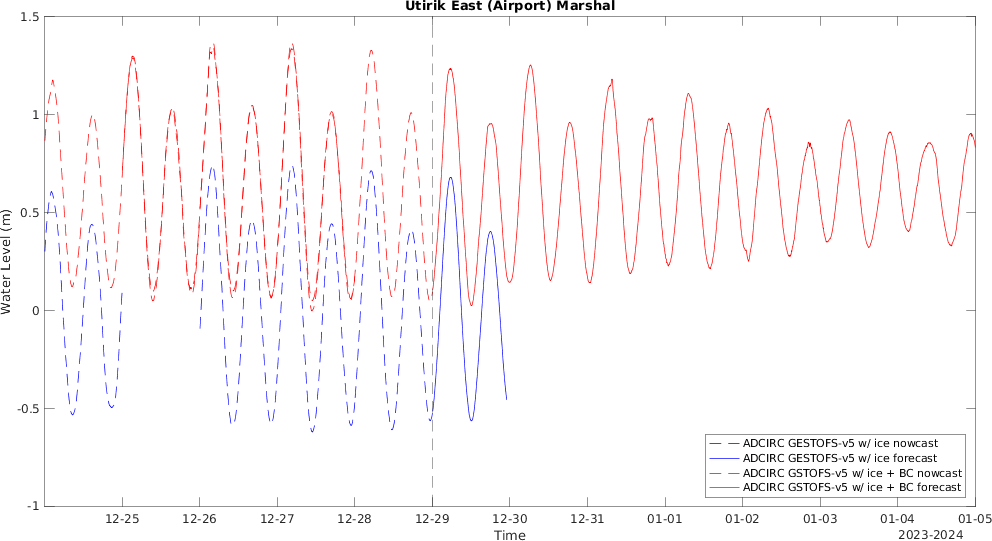 Utirik East (Airport) Marshal
1.5
1
0.5
0
-0.5
-1
Water Level (m)
12-25 12-26 12-27 12-28 12-29 12-30 12-31 01-01 01-02 01-03 01-04 01-05
Time
2023-2024
ADCIRC GESTOFS-v5 w/ ice nowcast
ADCIRC GESTOFS-v5 w/ ice forecast
ADCIRC GSTOFS-v5 w/ ice + BC nowcast
ADCIRC GSTOFS-v5 w/ ice + BC forecast